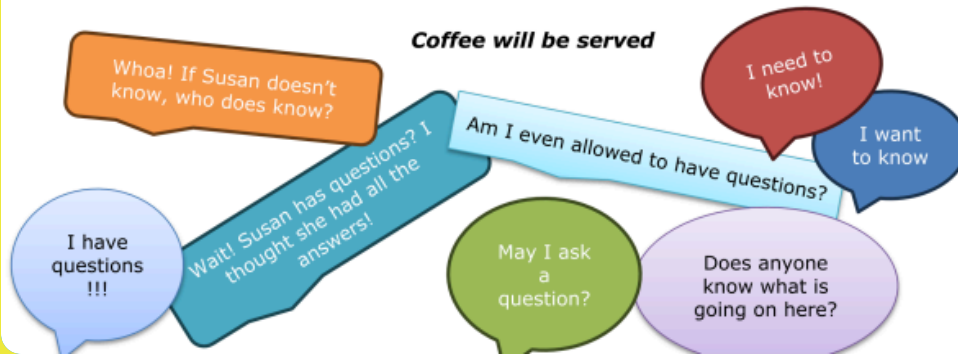 Coffee will be served
Whoa! If Susan doesn’t
know, who does know?
Wait! Susan has questions? I
thought she had all the
answers!
Am I even allowed to have questions?
I need to
know!
I want
to know
I have
questions
!!!
May I ask
a
question?
Does anyone
know what is
going on here?